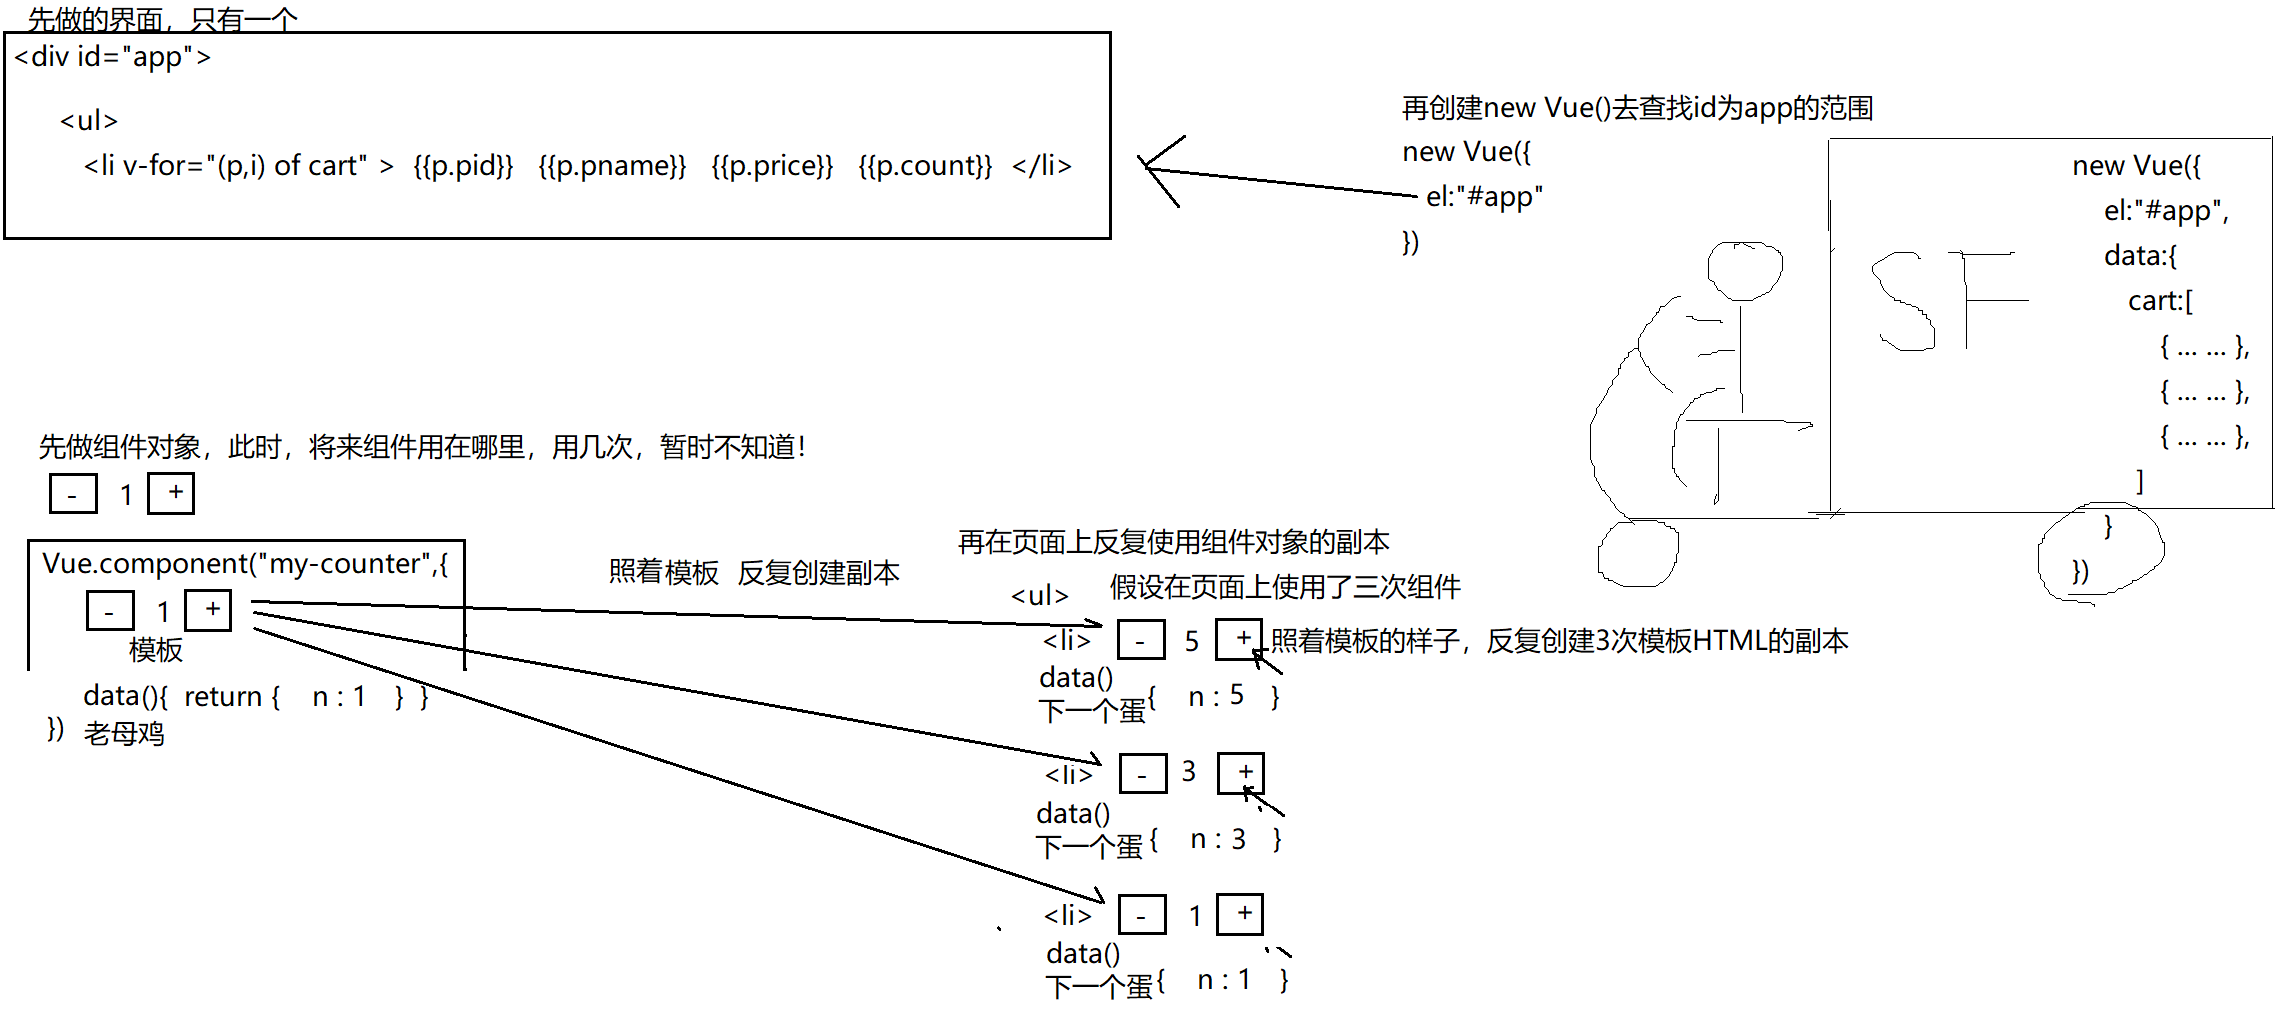 先做的界面，只有一个
<div id="app">
<ul>
<li v-for="(p,i) of cart" > {{p.pid}} {{p.pname}} {{p.price}} {{p.count}} </li>
再创建new Vue()去查找id为app的范围
new Vue({
el:"#app"
})
SF
new Vue({
el:"#app",
data:{
cart:[
{ ... ... },
{ ... ... },
{ ... ... },
]
}
})
先做组件对象，此时，将来组件用在哪里，用几次，暂时不知道！
- 1 +
Vue.component("my-counter",{
- 1 +
模板
data(){ return { n : 1 } }
})
老母鸡
照着模板 反复创建副本
再在页面上反复使用组件对象的副本
假设在页面上使用了三次组件
<ul>
<li> - 5 + 照着模板的样子，反复创建3次模板HTML的副本
data()
下一个蛋{ n : 5 }
<li> - 3 +
data()
下一个蛋{ n : 3 }
<li> - 1 +
data()
下一个蛋{ n : 1 }